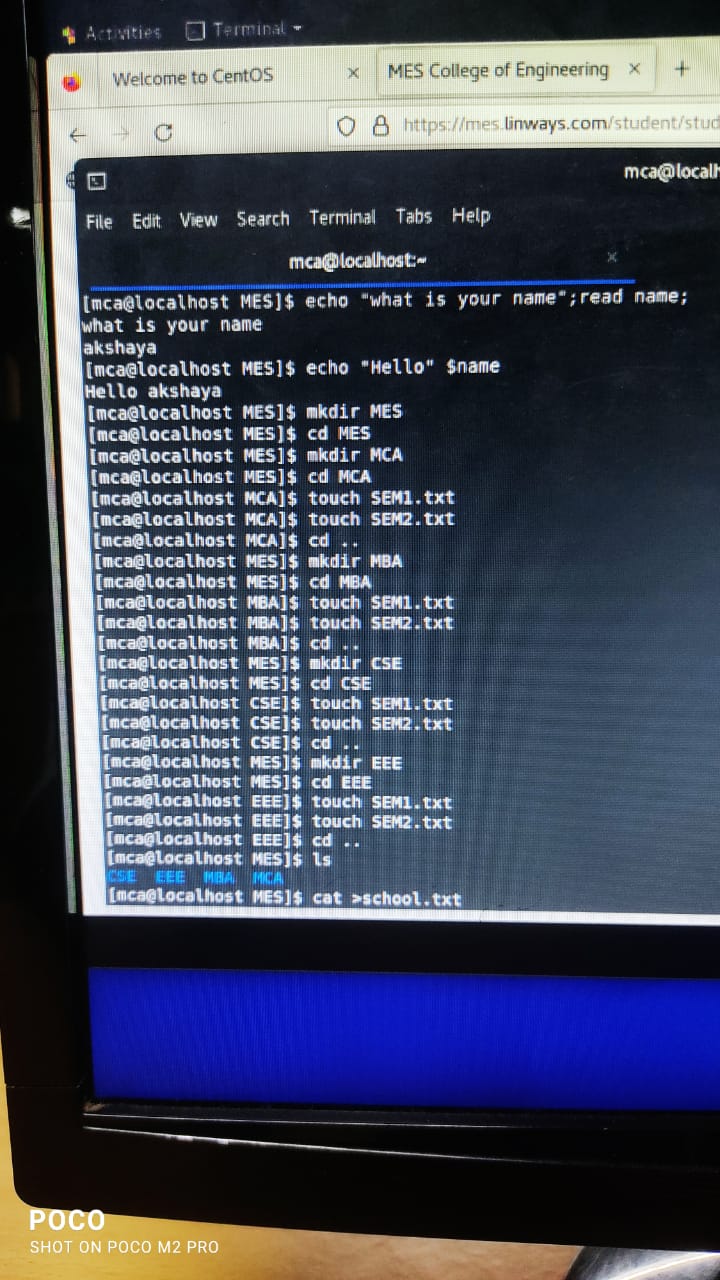 Activities Terminal
Welcome to CentOS × MES College of Engineering × +
https://mes.linways.com/student/stud
mca@localh
File Edit View Search Terminal Tabs Help
mca@localhost:~ ×
[mca@localhost MES]$ echo "what is your name";read name;
what is your name
akshaya
[mca@localhost MES]$ echo "Hello" $name
Hello akshaya
[mca@localhost MES]$ mkdir MES
[mca@localhost MES]$ cd MES
[mca@localhost MES]$ mkdir MCA
[mca@localhost MES]$ cd MCA
[mca@localhost MCA]$ touch SEM1.txt
[mca@localhost MCA]$ touch SEM2.txt
[mca@localhost MCA]$ cd ..
[mca@localhost MES]$ mkdir MBA
[mca@localhost MES]$ cd MBA
[mca@localhost MBA]$ touch SEM1.txt
[mca@localhost MBA]$ touch SEM2.txt
[mca@localhost MBA]$ cd ..
[mca@localhost MES]$ mkdir CSE
[mca@localhost MES]$ cd CSE
[mca@localhost CSE]$ touch SEM1.txt
[mca@localhost CSE]$ touch SEM2.txt
[mca@localhost CSE]$ cd ..
[mca@localhost MES]$ mkdir EEE
[mca@localhost MES]$ cd EEE
[mca@localhost EEE]$ touch SEM1.txt
[mca@localhost EEE]$ touch SEM2.txt
[mca@localhost EEE]$ cd ..
[mca@localhost MES]$ ls
CSE EEE MBA MCA
[mca@localhost MES]$ cat >school.txt
POCO
SHOT ON POCO M2 PRO